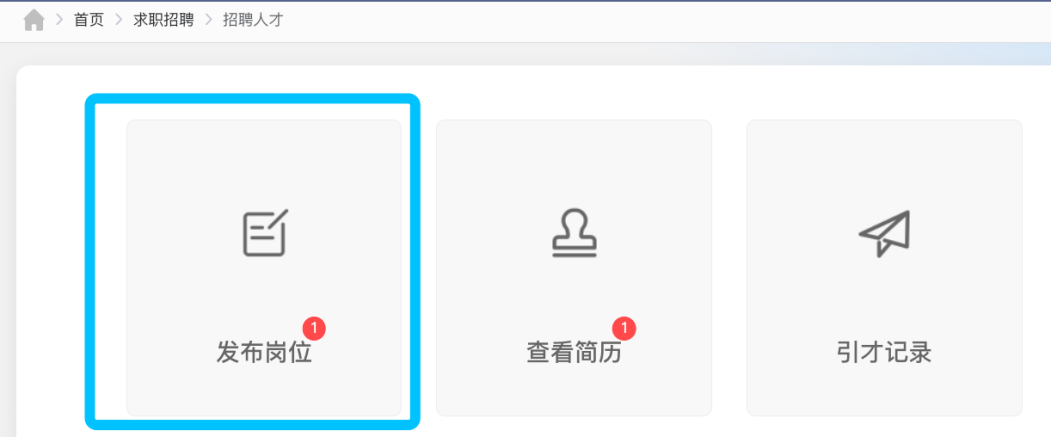 首页 求职招聘 招聘人才
1
发布岗位
1
查看简历
引才记录